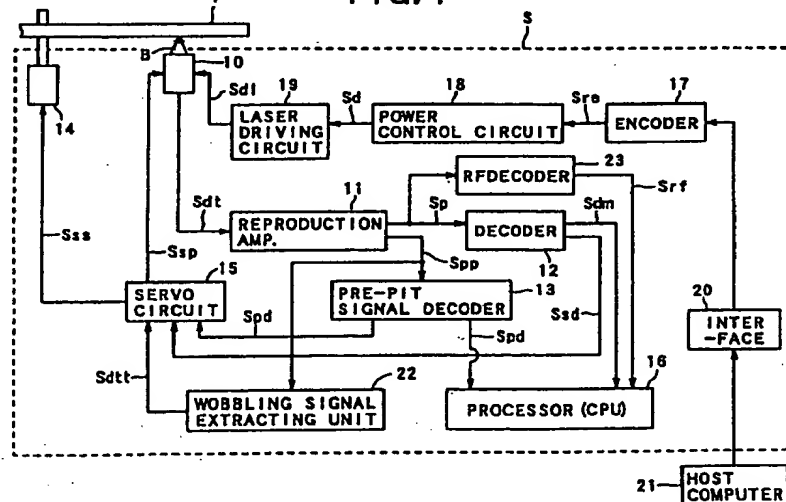 S
B
10
Sdl
19
Sd
18
Sre
17
14
LASER
DRIVING
CIRCUIT
POWER
CONTROL CIRCUIT
ENCODER
23
RFDECODER
Srf
Sdt
11
Sp
Sdm
REPRODUCTION
AMP.
DECODER
12
Sss
Ssp
Spp
15
SERVO
CIRCUIT
13
PRE-PIT
SIGNAL DECODER
Ssd
20
INTER
-FACE
Spd
Spd
Sdtt
22
16
WOBBLING SIGNAL
EXTRACTING UNIT
PROCESSOR (CPU)
21
HOST
COMPUTER